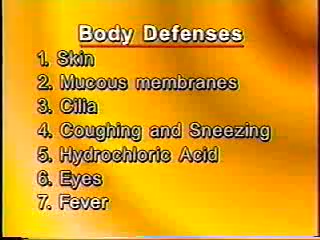 Body Defenses
1. Skin
2. Mucous membranes
3. Cilia
4. Coughing and Sneezing
5. Hydrochloric Acid
6. Eyes
7. Fever